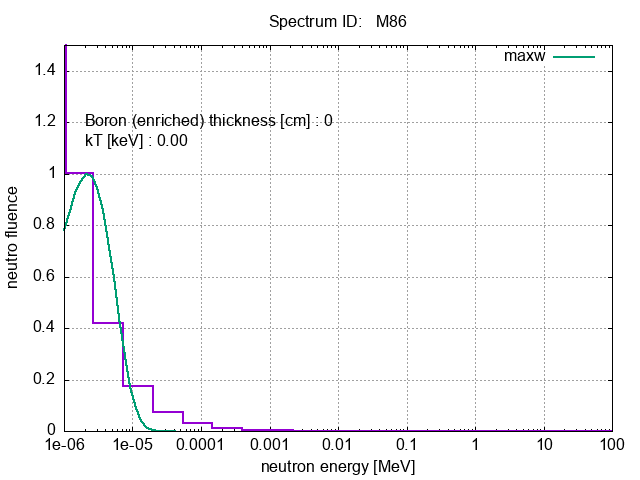 Spectrum ID: M86
maxw
Boron (enriched) thickness [cm] : 0
kT [keV] : 0.00
neutro fluence
1.4
1.2
1
0.8
0.6
0.4
0.2
0
1e-06 1e-05 0.0001 0.001 0.01 0.1 1 10 100
neutron energy [MeV]